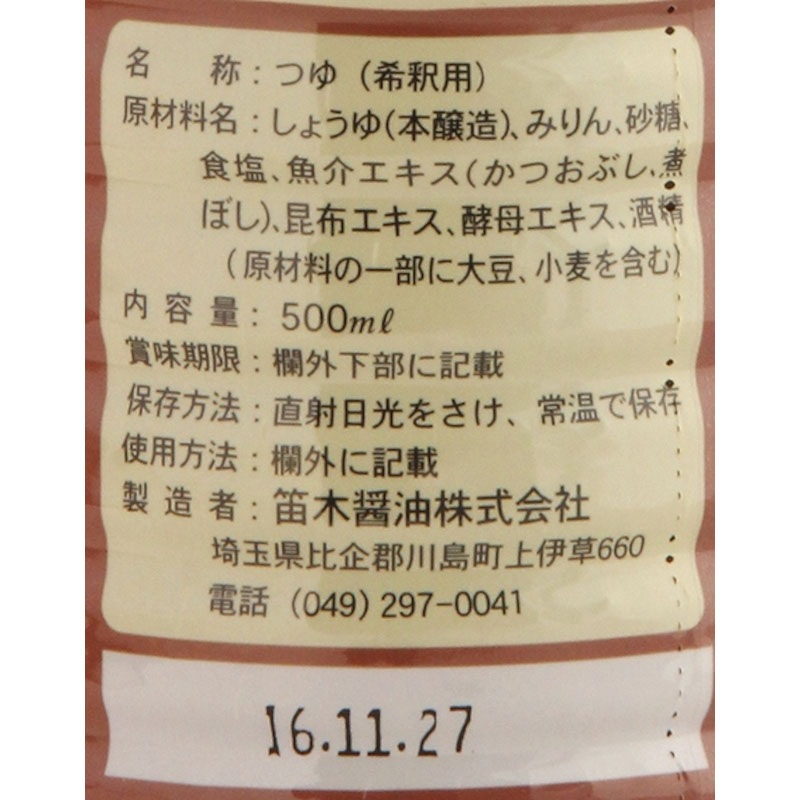 名称：つゆ（希釈用）
原材料名：しょうゆ(本醸造)、みりん、砂糖、
食塩、魚介エキス(かつおぶし、煮
ぼし)、昆布エキス、酵母エキス、酒精
（原材料の一部に大豆、小麦を含む）
内容量：500mℓ
賞味期限：欄外下部に記載
保存方法：直射日光をさけ、常温で保存
使用方法：欄外に記載
製造者：笛木醤油株式会社
埼玉県比企郡川島町上伊草660
電話（049）297-0041
16.11.27